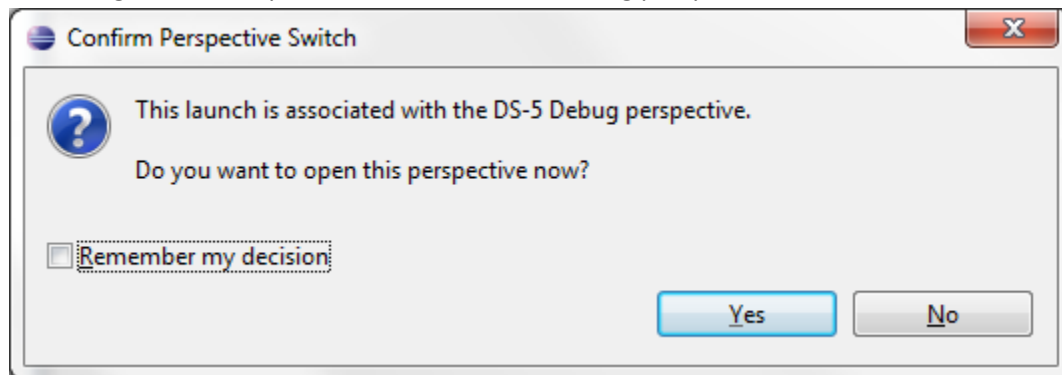 Confirm Perspective Switch
This launch is associated with the DS-5 Debug perspective.
Do you want to open this perspective now?
Remember my decision
Yes
No